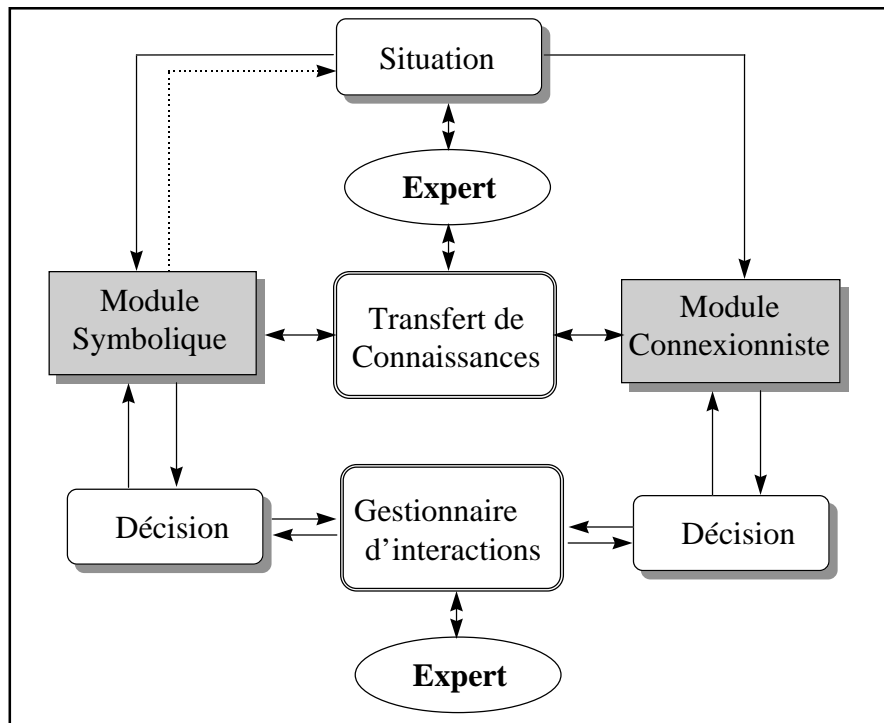 Situation
Expert
Module
Symbolique
Transfert de
Connaissances
Module
Connexionniste
Décision
Gestionnaire
d’interactions
Décision
Expert